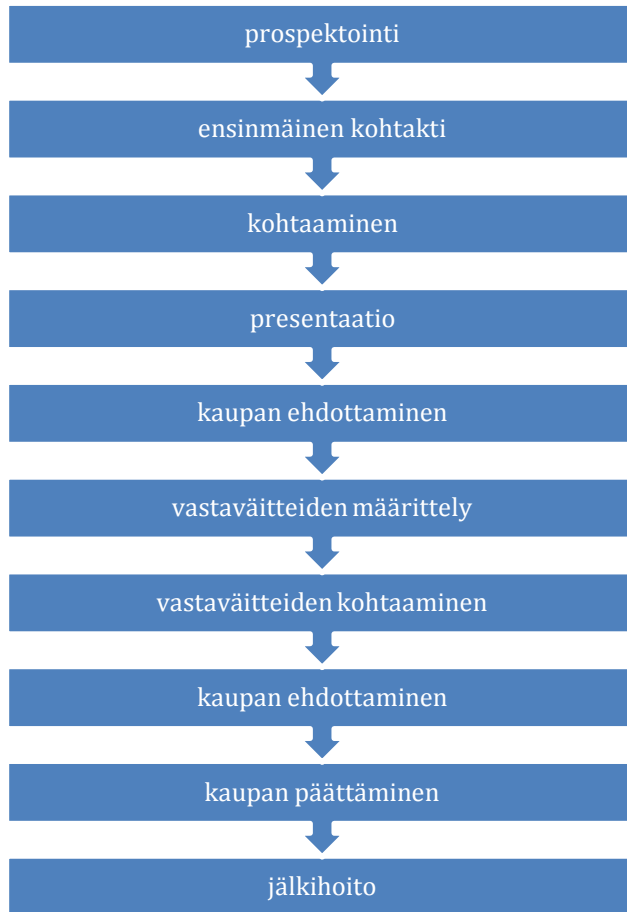 prospektointi
ensinmäinen kohtakti
kohtaaminen
presentaatio
kaupan ehdottaminen
vastaväitteiden määrittely
vastaväitteiden kohtaaminen
kaupan ehdottaminen
kaupan päättäminen
jälkihoito